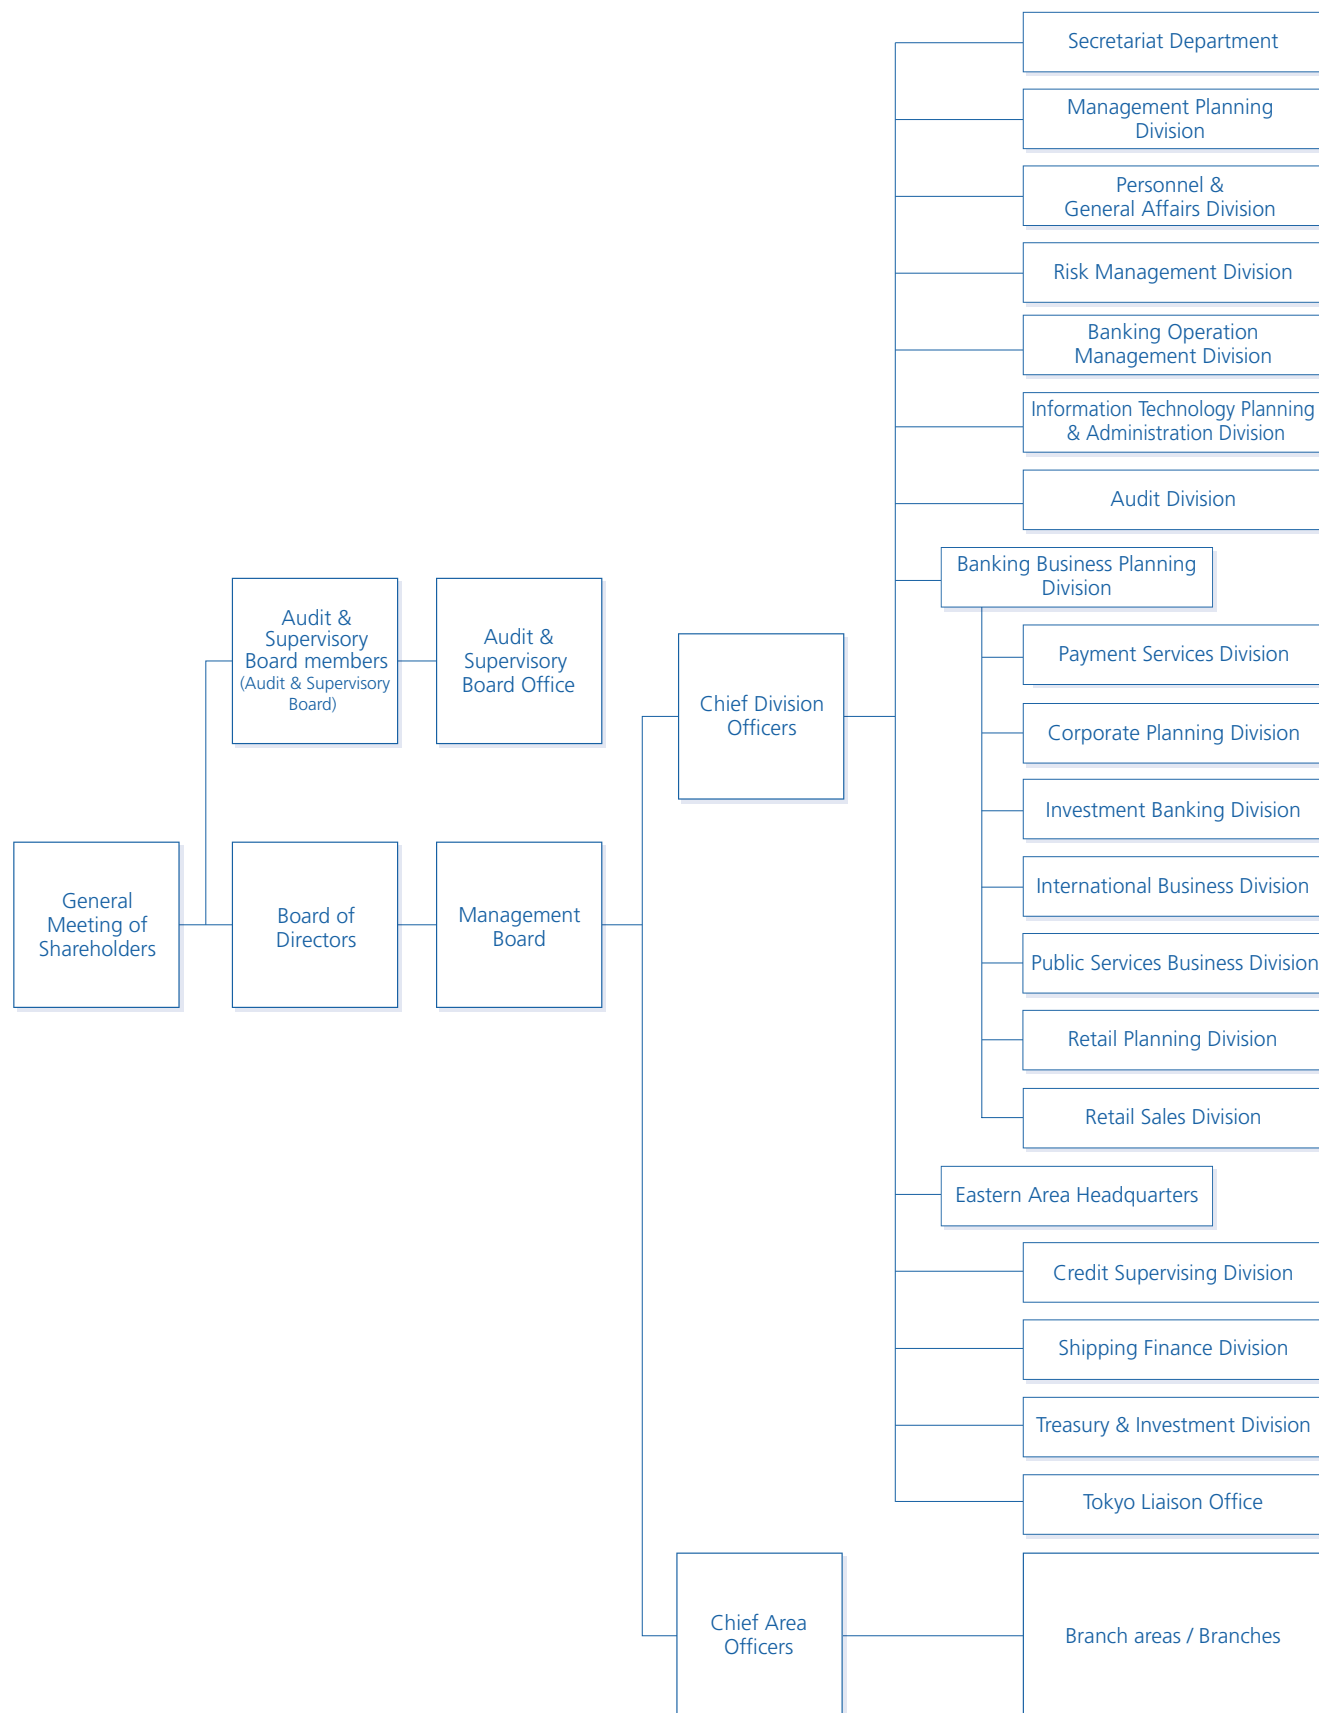 General
Meeting of
Shareholders
Audit &
Supervisory
Board members
(Audit & Supervisory
Board)
Audit &
Supervisory
Board Office
Board of
Directors
Management
Board
Chief Division
Officers
Secretariat Department
Management Planning
Division
Personnel &
General Affairs Division
Risk Management Division
Banking Operation
Management Division
Information Technology Planning
& Administration Division
Audit Division
Banking Business Planning
Division
Payment Services Division
Corporate Planning Division
Investment Banking Division
International Business Division
Public Services Business Division
Retail Planning Division
Retail Sales Division
Eastern Area Headquarters
Credit Supervising Division
Shipping Finance Division
Treasury & Investment Division
Tokyo Liaison Office
Chief Area
Officers
Branch areas / Branches